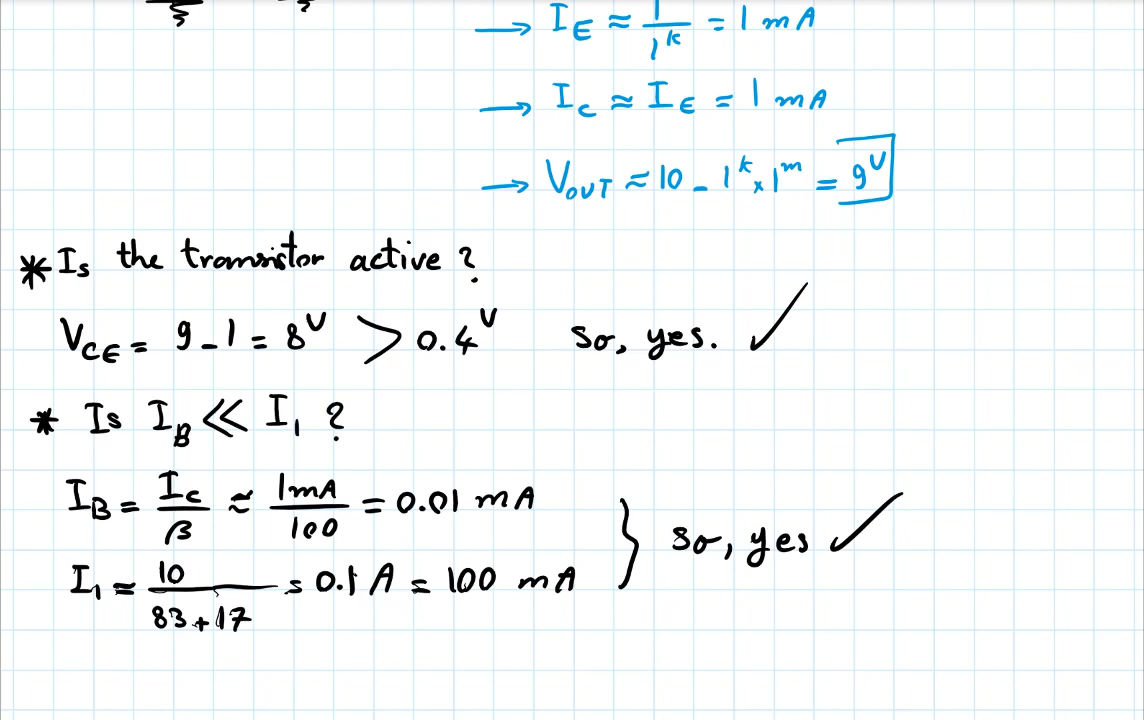 → I_E ≈ 1/1^k = 1 mA
→ I_C ≈ I_E = 1 mA
→ V_OUT ≈ 10 - 1^k × 1^m = 9^V
* Is the transistor active ?
V_CE = 9 - 1 = 8^V > 0.4^V so, yes. ✓
* Is I_B ≪ I_1 ?
I_B = I_C/β ≈ 1mA/100 = 0.01 mA
I_1 ≈ 10/(83+17) = 0.1 A = 100 mA } so, yes ✓